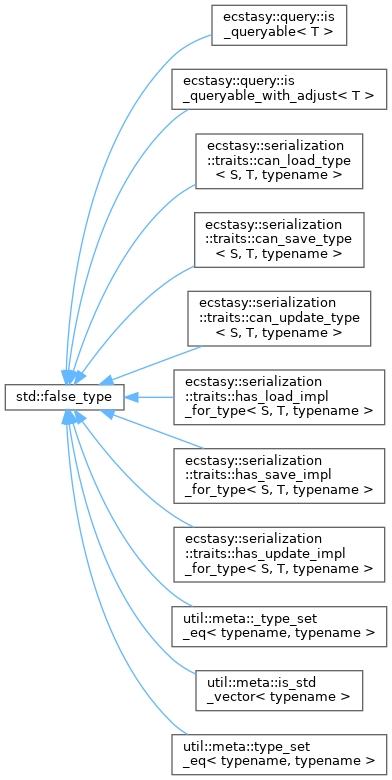 ecstasy::query::is
_queryable< T >
ecstasy::query::is
_queryable_with_adjust< T >
ecstasy::serialization
::traits::can_load_type
< S, T, typename >
ecstasy::serialization
::traits::can_save_type
< S, T, typename >
ecstasy::serialization
::traits::can_update_type
< S, T, typename >
std::false_type
ecstasy::serialization
::traits::has_load_impl
_for_type< S, T, typename >
ecstasy::serialization
::traits::has_save_impl
_for_type< S, T, typename >
ecstasy::serialization
::traits::has_update_impl
_for_type< S, T, typename >
util::meta::_type_set
_eq< typename, typename >
util::meta::is_std
_vector< typename >
util::meta::type_set
_eq< typename, typename >